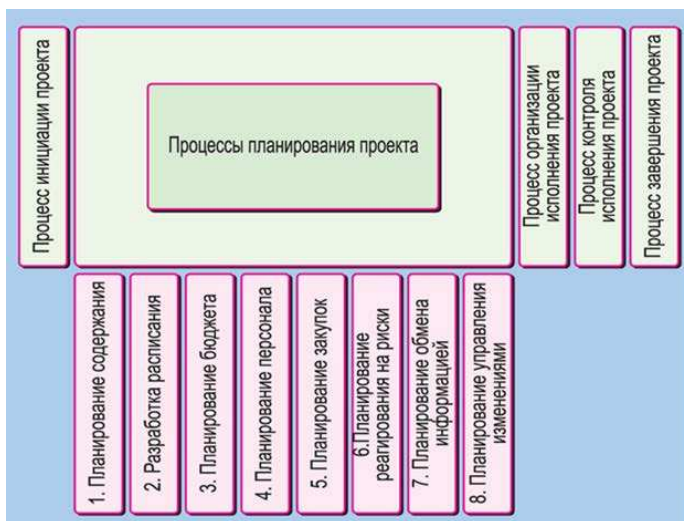 Процесс инициации проекта
Процессы планирования проекта
Процесс организации
исполнения проекта
Процесс контроля
исполнения проекта
Процесс завершения проекта
1. Планирование содержания
2. Разработка расписания
3. Планирование бюджета
4. Планирование персонала
5. Планирование закупок
6.Планирование
реагирования на риски
7. Планирование обмена
информацией
8. Планирование управления
изменениями